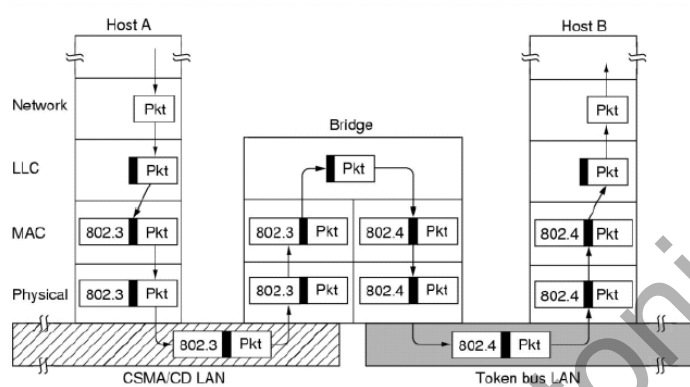 Host A
Host B
Network
Pkt
Pkt
Bridge
LLC
Pkt
Pkt
Pkt
MAC
802.3 Pkt
802.3 Pkt
802.4 Pkt
802.4 Pkt
Physical
802.3 Pkt
802.3 Pkt
802.4 Pkt
802.4 Pkt
802.3 Pkt
802.4 Pkt
CSMA/CD LAN
Token bus LAN